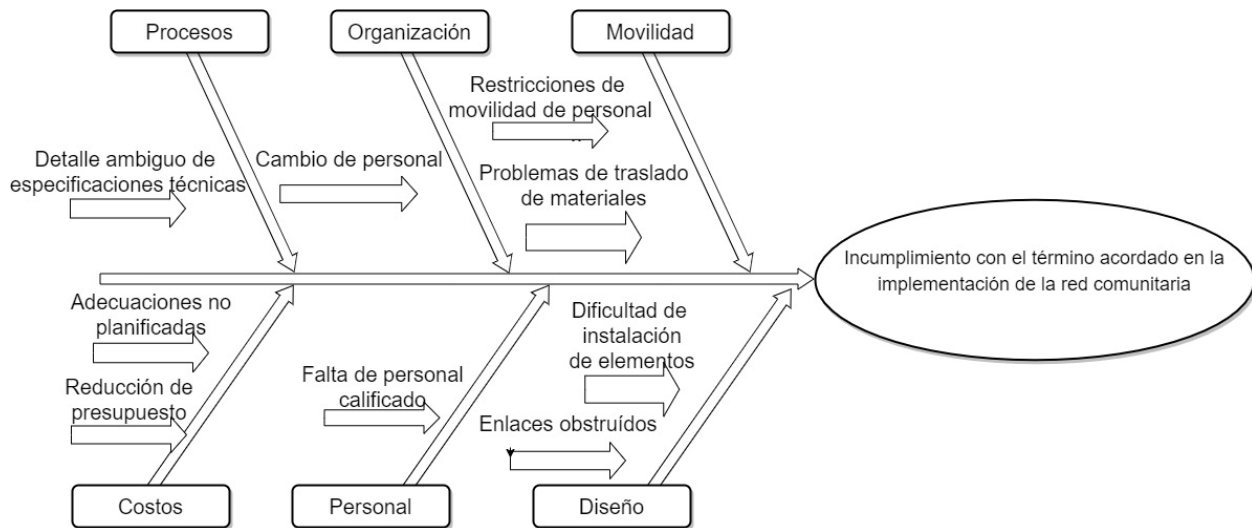 Procesos
Organización
Movilidad
Restricciones de
movilidad de personal
Detalle ambiguo de
especificaciones técnicas
Cambio de personal
Problemas de traslado
de materiales
Incumplimiento con el término acordado en la
implementación de la red comunitaria
Adecuaciones no
planificadas
Reducción de
presupuesto
Falta de personal
calificado
Dificultad de
instalación
de elementos
Enlaces obstruídos
Costos
Personal
Diseño